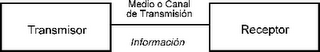 Medio o Canal
de Transmisión
Transmisor
Receptor
Información